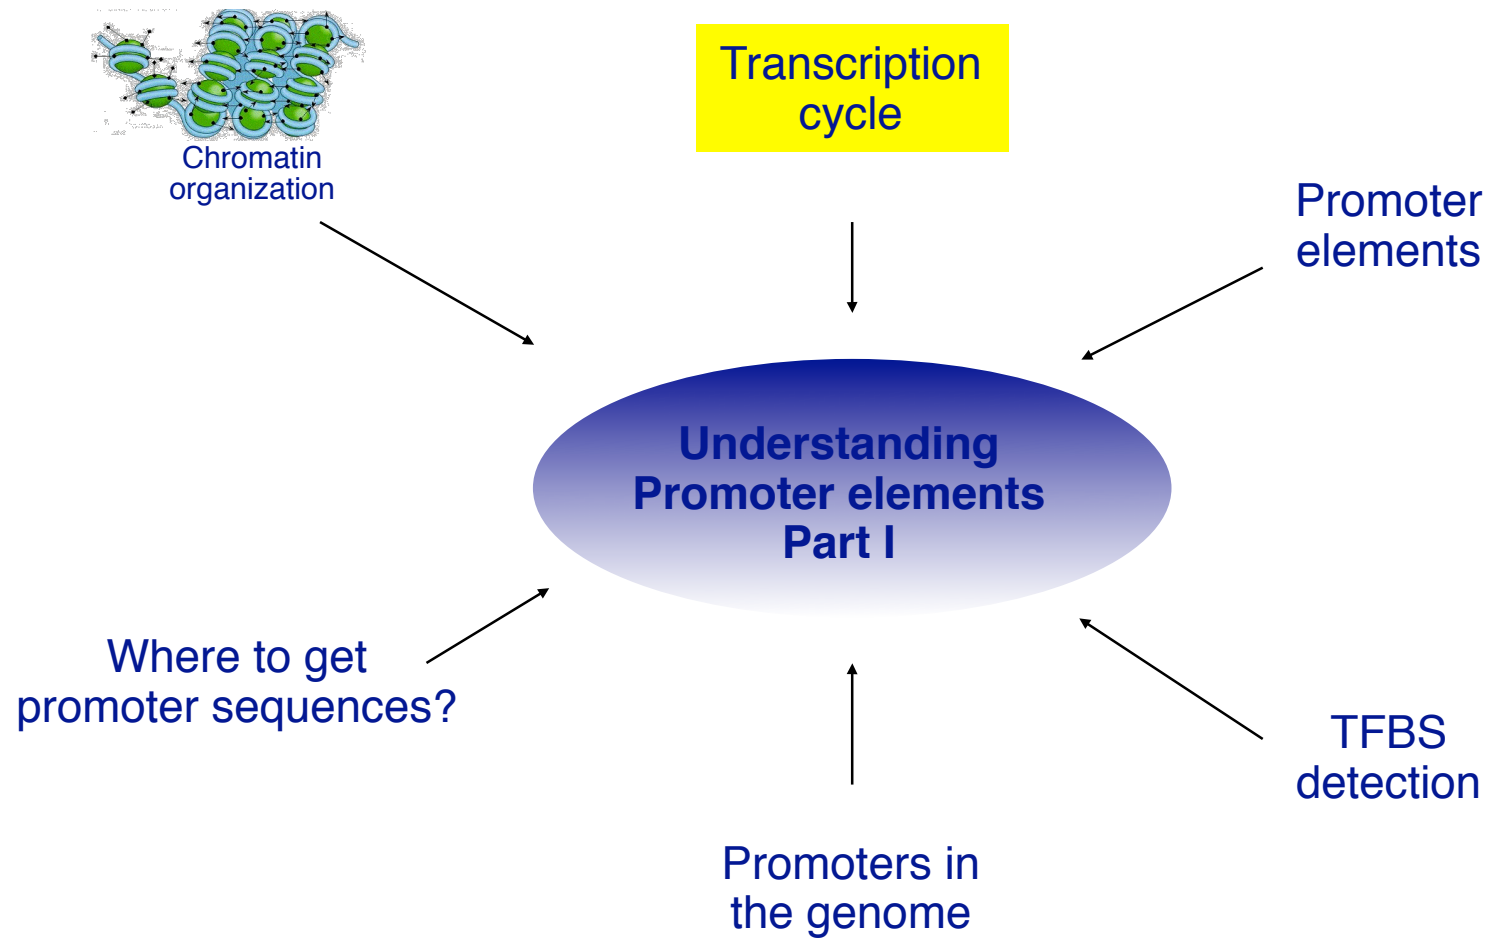 Chromatin
organization
Transcription
cycle
Promoter
elements
Understanding
Promoter elements
Part I
Where to get
promoter sequences?
TFBS
detection
Promoters in
the genome